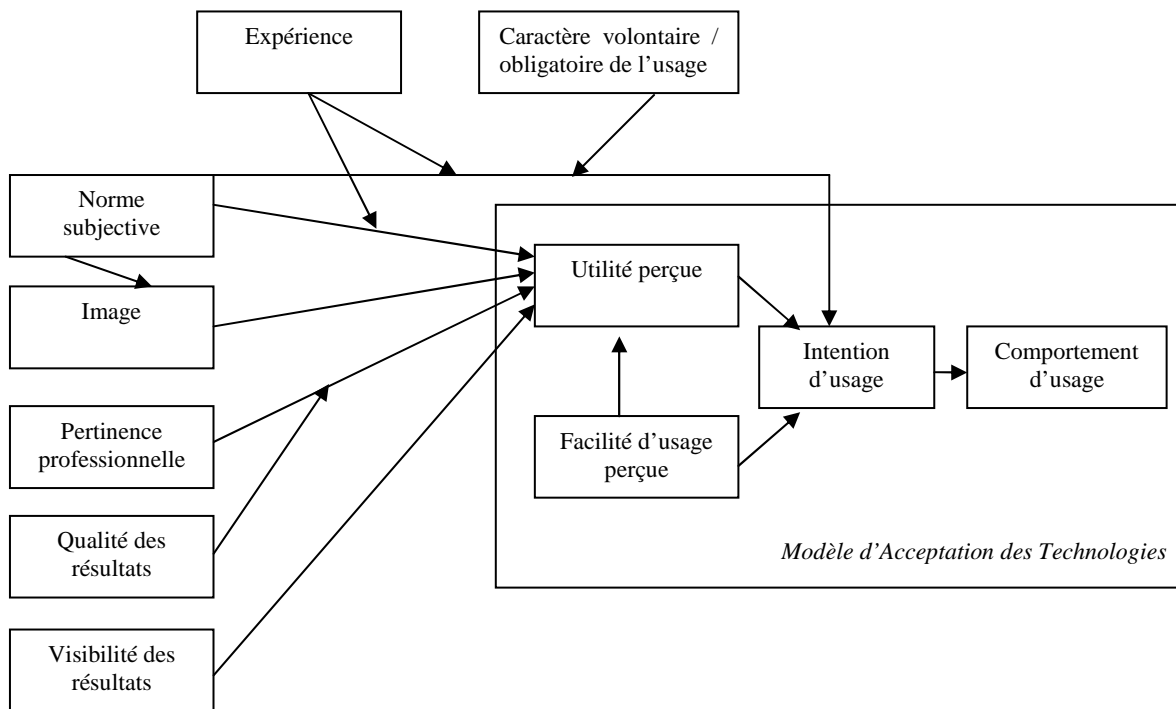 Expérience
Caractère volontaire /
obligatoire de l'usage
Norme
subjective
Utilité perçue
Image
Intention
d'usage
Comportement
d'usage
Pertinence
professionnelle
Facilité d'usage
perçue
Qualité des
résultats
Modèle d'Acceptation des Technologies
Visibilité des
résultats